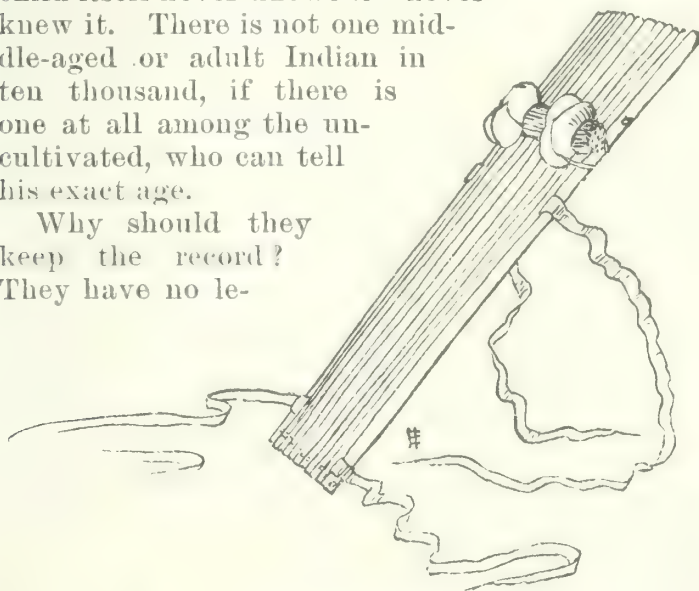 knew it. There is not one mid-
dle-aged or adult Indian in
ten thousand, if there is
one at all among the un-
cultivated, who can tell
his exact age.
Why should they
keep the record?
They have no le-